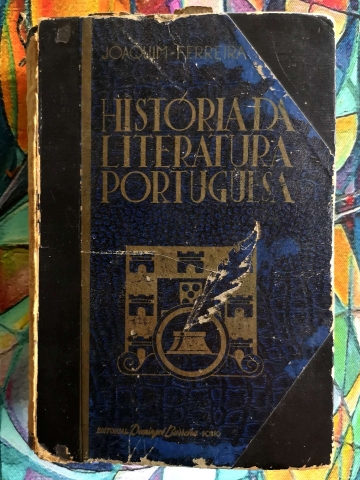 JOAQUIM-FERREIRA
HISTÓRIA DA
LITERATURA
PORTUGUESA
EDITORIAL Domingos Barreira - PORTO